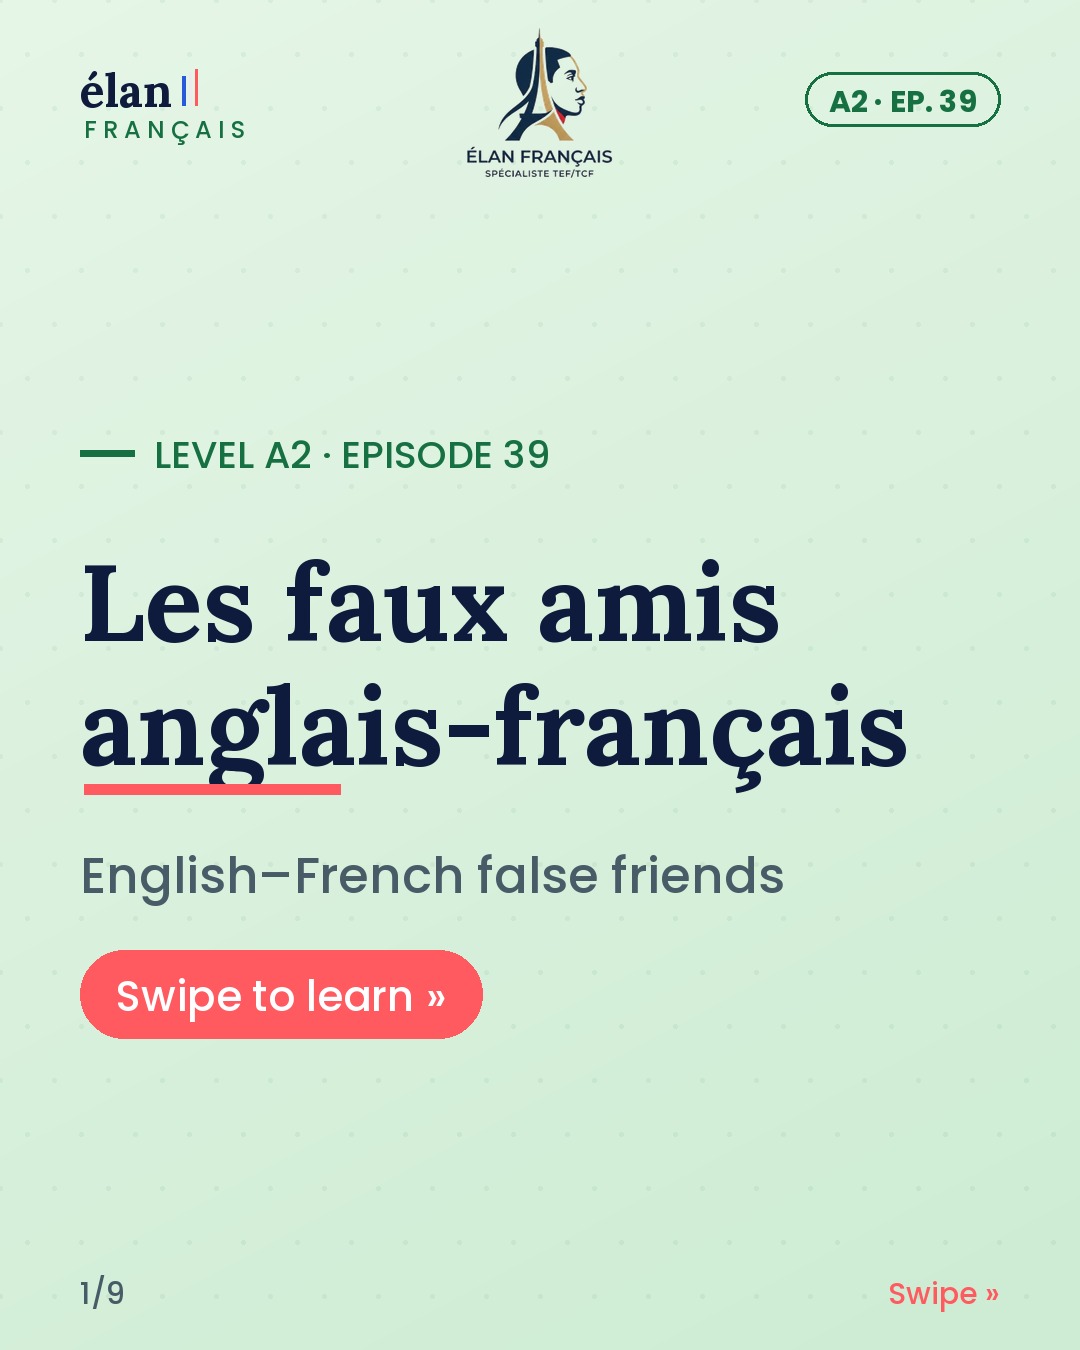 élan
FRANÇAIS
ÉLAN FRANÇAIS
SPÉCIALISTE TEF/TCF
A2 · EP. 39
LEVEL A2 · EPISODE 39
Les faux amis
anglais-français
English–French false friends
Swipe to learn »
1/9
Swipe »